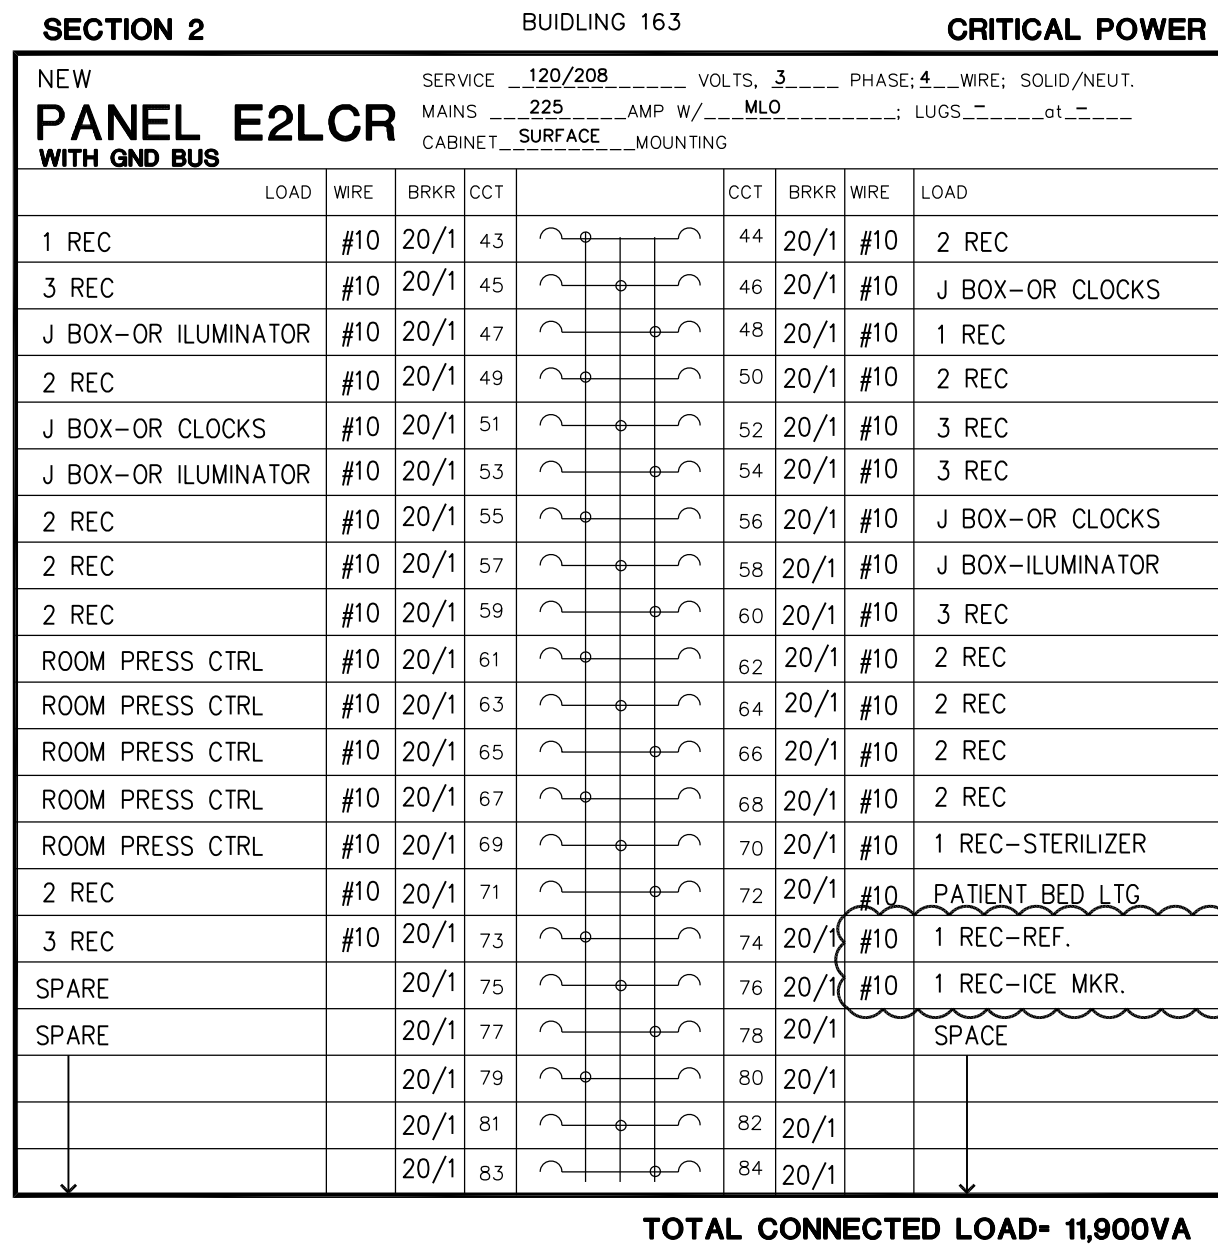 SECTION 2 BUIDLING 163 CRITICAL POWER
NEW SERVICE 120/208 VOLTS, 3 PHASE; 4 WIRE; SOLID/NEUT.
PANEL E2LCR MAINS 225 AMP W/ MLO ; LUGS - at -
WITH GND BUS CABINET SURFACE MOUNTING
LOAD WIRE BRKR CCT CCT BRKR WIRE LOAD
1 REC #10 20/1 43 44 20/1 #10 2 REC
3 REC #10 20/1 45 46 20/1 #10 J BOX-OR CLOCKS
J BOX-OR ILUMINATOR #10 20/1 47 48 20/1 #10 1 REC
2 REC #10 20/1 49 50 20/1 #10 2 REC
J BOX-OR CLOCKS #10 20/1 51 52 20/1 #10 3 REC
J BOX-OR ILUMINATOR #10 20/1 53 54 20/1 #10 3 REC
2 REC #10 20/1 55 56 20/1 #10 J BOX-OR CLOCKS
2 REC #10 20/1 57 58 20/1 #10 J BOX-ILUMINATOR
2 REC #10 20/1 59 60 20/1 #10 3 REC
ROOM PRESS CTRL #10 20/1 61 62 20/1 #10 2 REC
ROOM PRESS CTRL #10 20/1 63 64 20/1 #10 2 REC
ROOM PRESS CTRL #10 20/1 65 66 20/1 #10 2 REC
ROOM PRESS CTRL #10 20/1 67 68 20/1 #10 2 REC
ROOM PRESS CTRL #10 20/1 69 70 20/1 #10 1 REC-STERILIZER
2 REC #10 20/1 71 72 20/1 #10 PATIENT BED LTG
3 REC #10 20/1 73 74 20/1 #10 1 REC-REF.
SPARE 20/1 75 76 20/1 #10 1 REC-ICE MKR.
SPARE 20/1 77 78 20/1 SPACE
20/1 79 80 20/1
20/1 81 82 20/1
20/1 83 84 20/1
TOTAL CONNECTED LOAD= 11,900VA